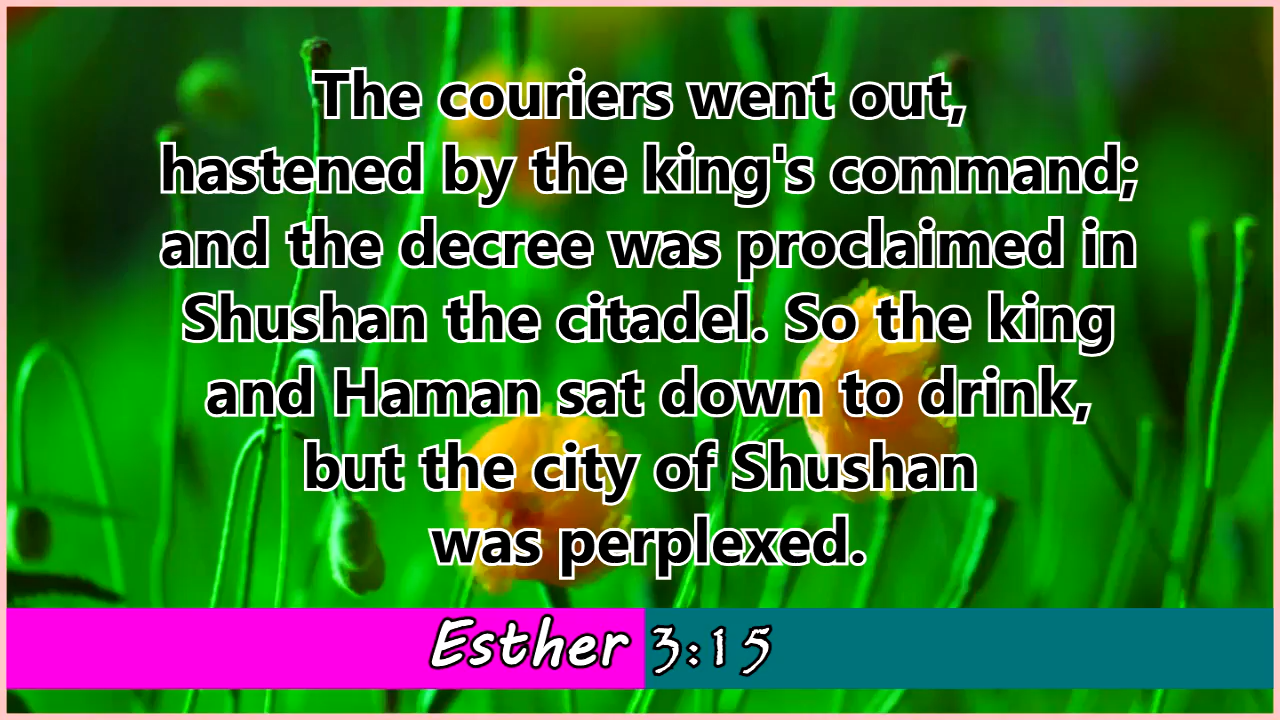 The couriers went out,
hastened by the king's command;
and the decree was proclaimed in
Shushan the citadel. So the king
and Haman sat down to drink,
but the city of Shushan
was perplexed.
Esther 3:15